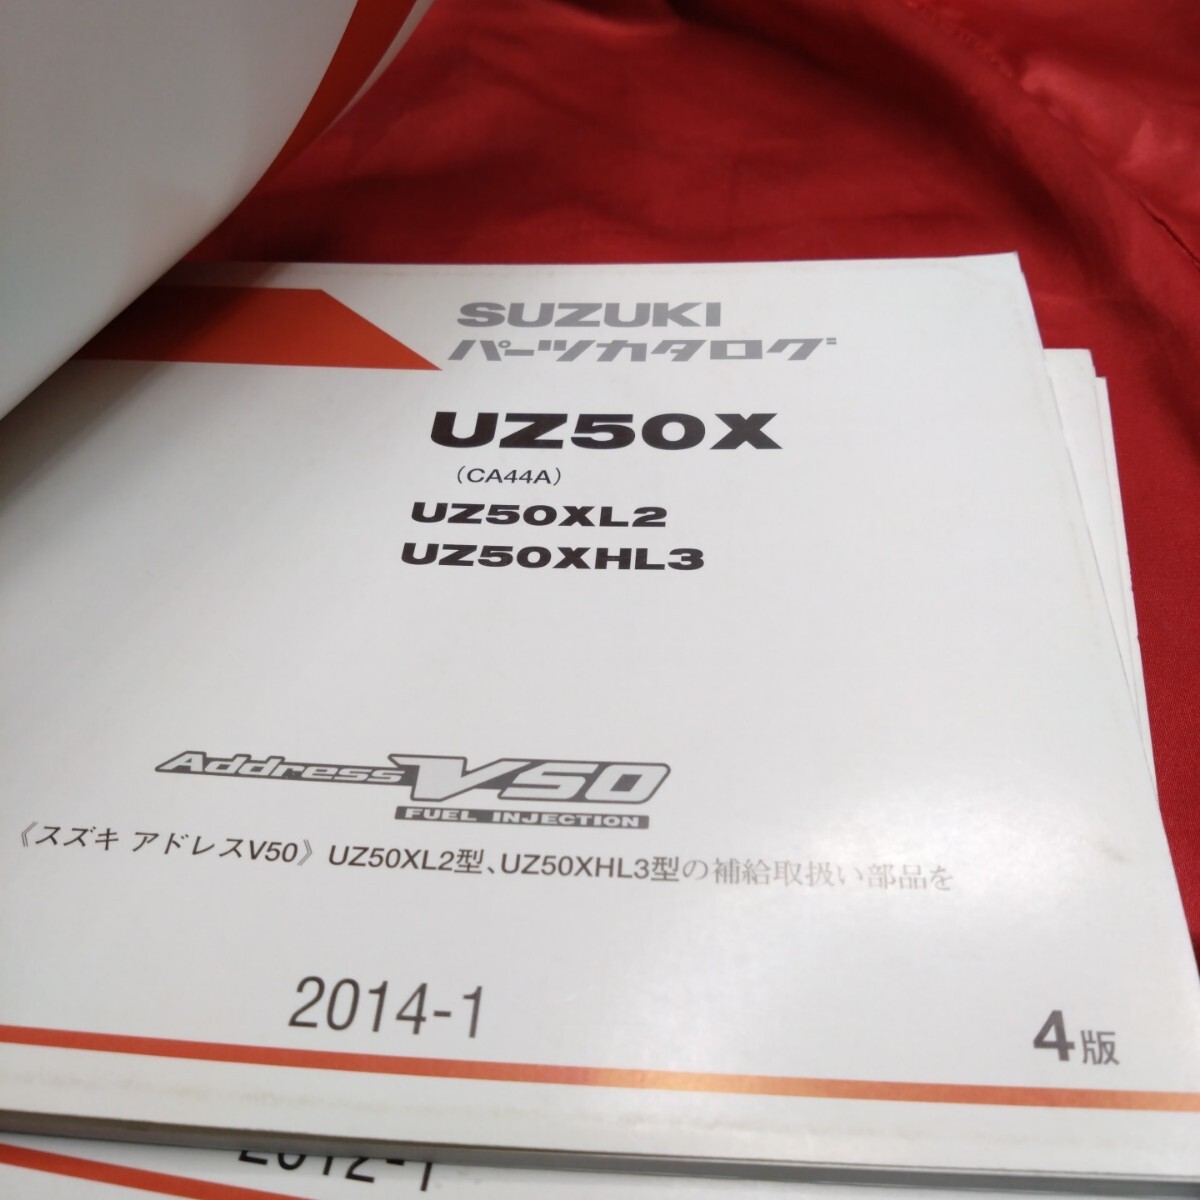 SUZUKI
パーツカタログ
UZ50X
(CA44A)
UZ50XL2
UZ50XHL3
Address V50
FUEL INJECTION
《スズキ アドレスV50》UZ50XL2型、UZ50XHL3型の補給取扱い部品を
2014-1
4版
2012-1